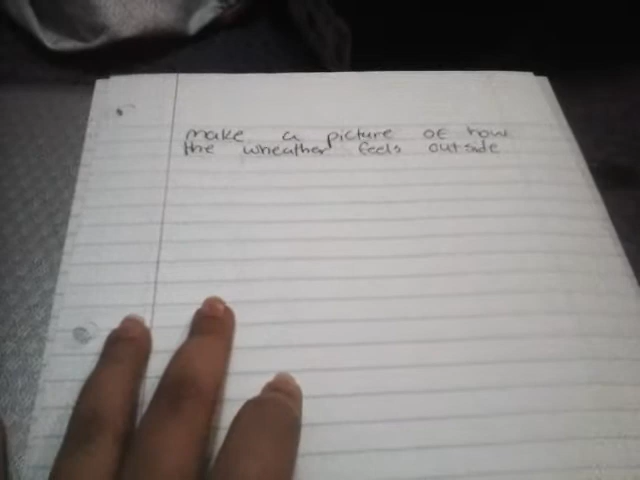 make a picture of how
the wheather feels outside